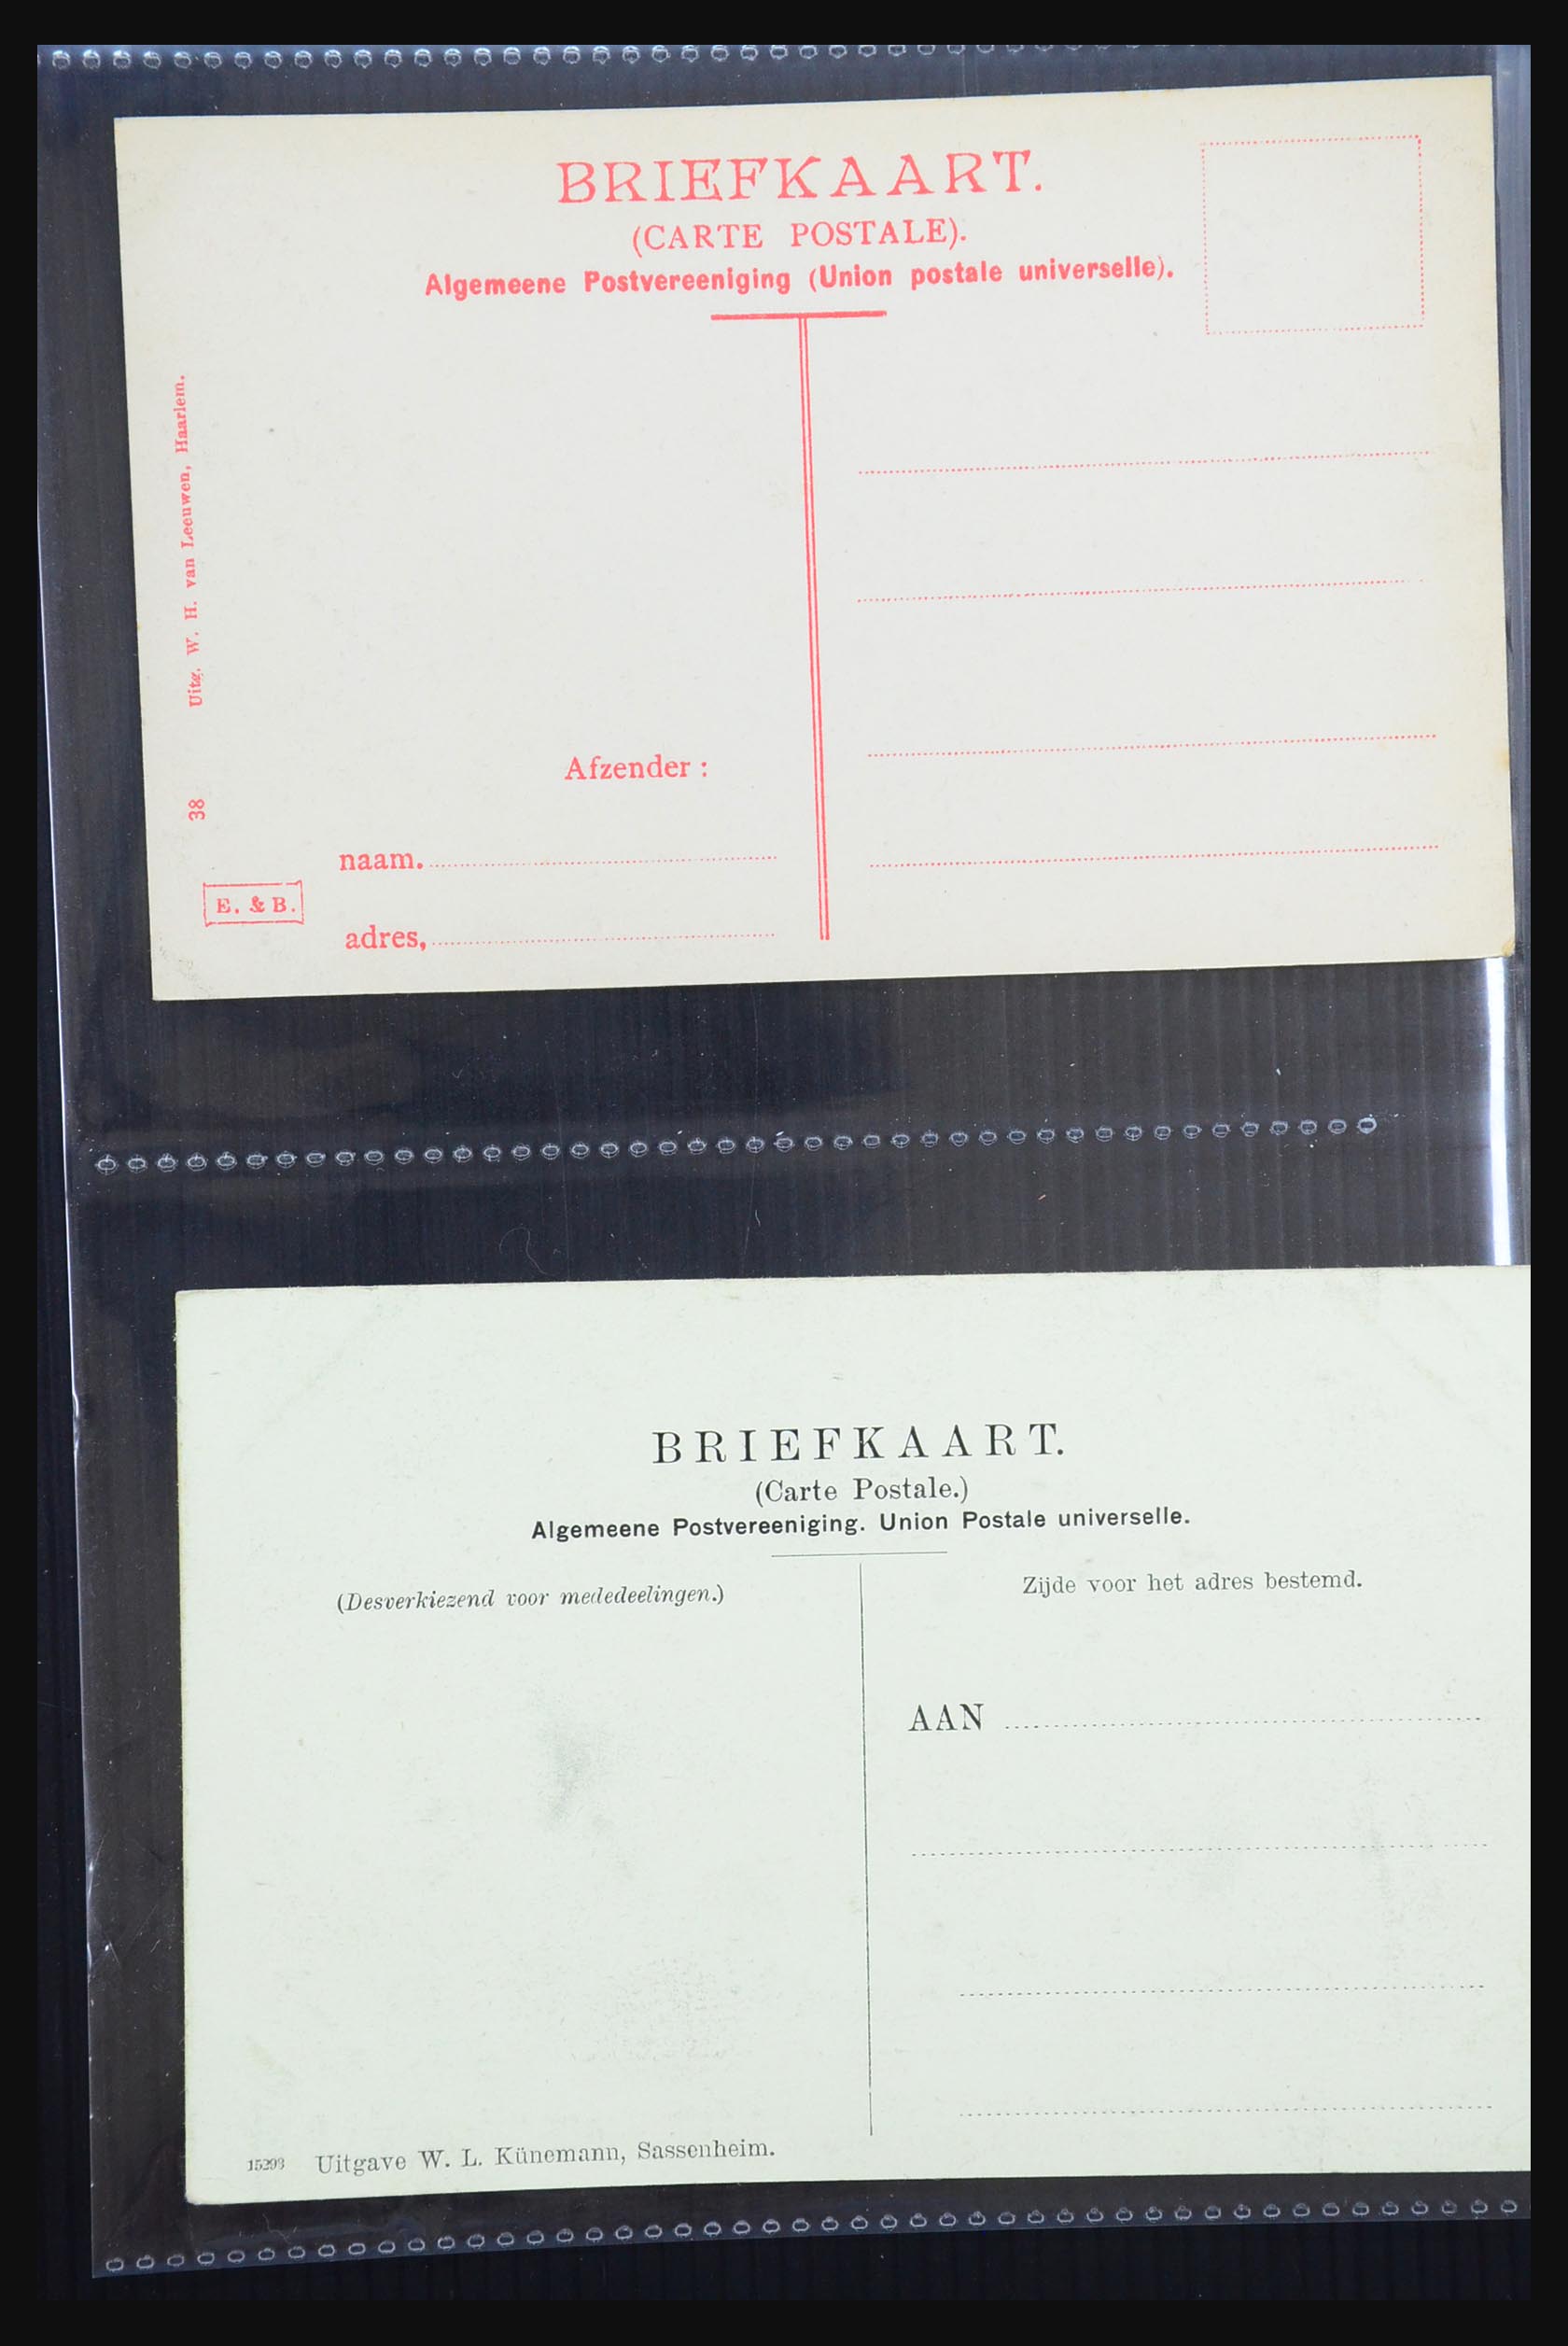 BRIEFKAART.
(CARTE POSTALE).
Algemeene Postvereeniging (Union postale universelle).
Uitg. W. H. van Leeuwen, Haarlem.
38
Afzender :
naam.
adres,
E. & B.
BRIEFKAART.
(Carte Postale.)
Algemeene Postvereeniging. Union Postale universelle.
(Desverkiezend voor mededeelingen.)
Zijde voor het adres bestemd.
AAN
15293 Uitgave W. L. Künemann, Sassenheim.